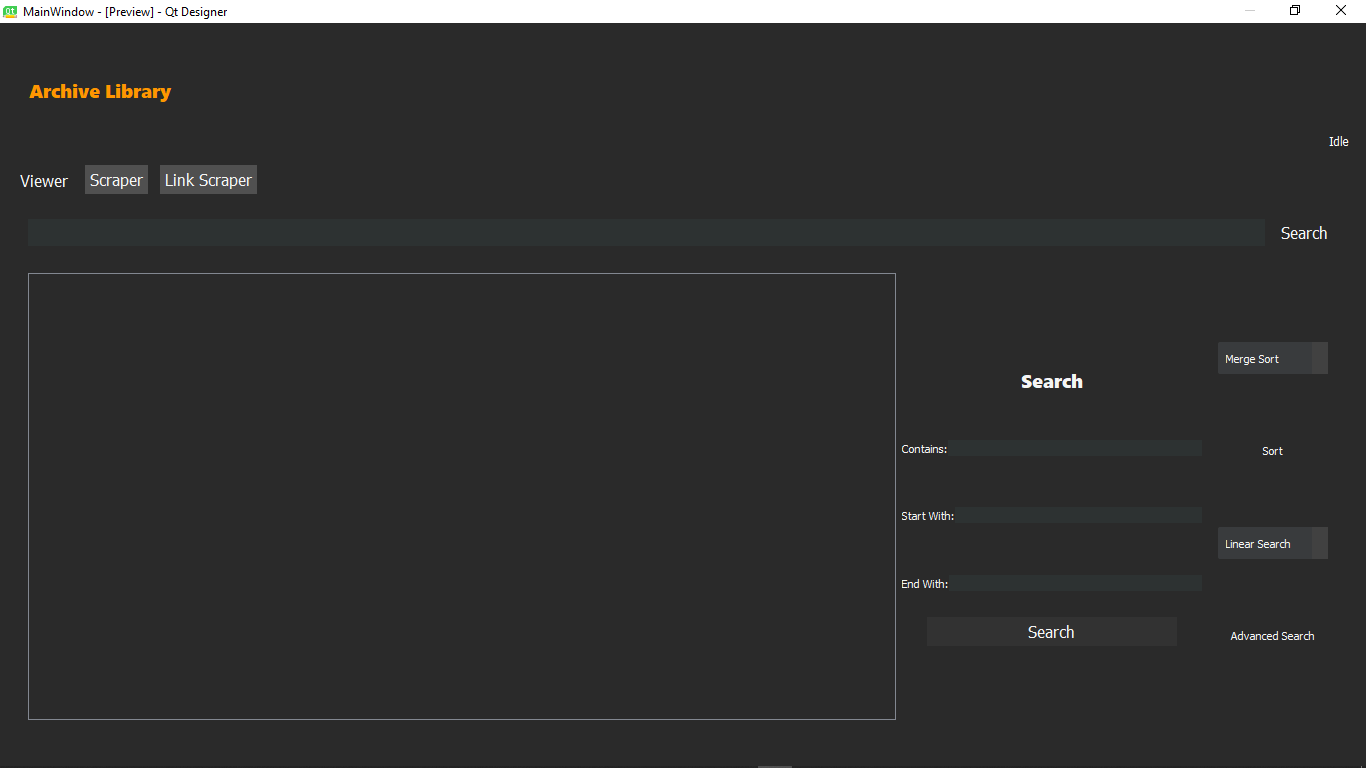 MainWindow - [Preview] - Qt Designer
Archive Library
Idle
Viewer
Scraper
Link Scraper
Search
Merge Sort
Search
Contains:
Sort
Start With:
Linear Search
End With:
Search
Advanced Search